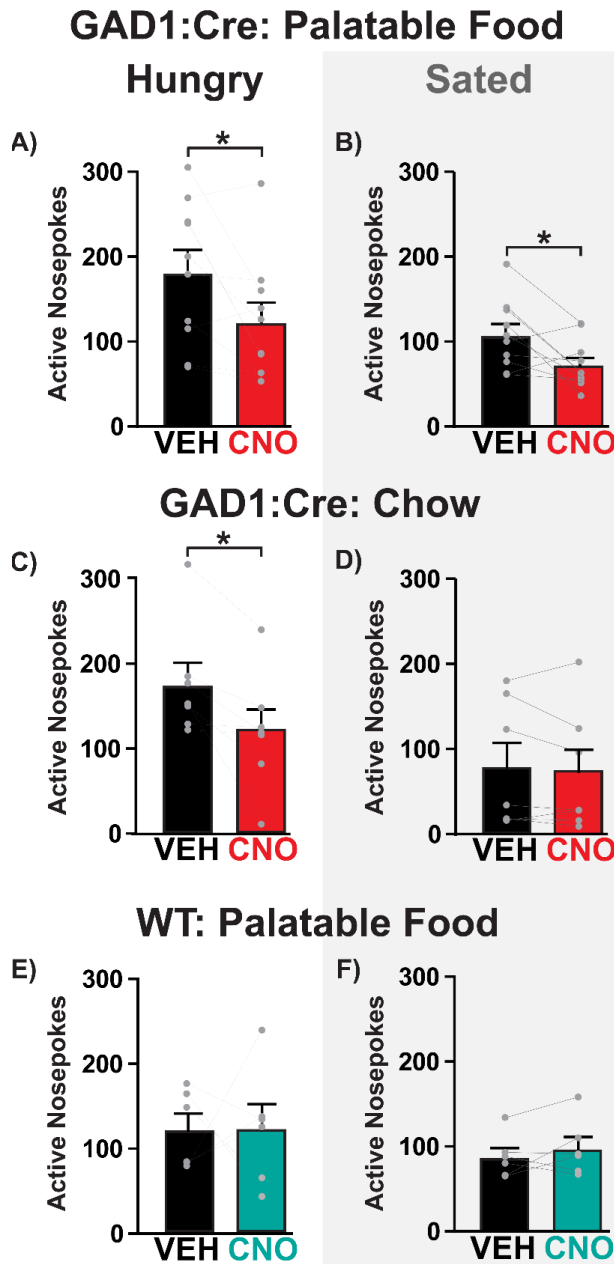 GAD1:Cre: Palatable Food
Hungry
Sated
A)
*
Active Nosepokes
300
200
100
0
VEH CNO
B)
*
Active Nosepokes
300
200
100
0
VEH CNO
GAD1:Cre: Chow
C)
*
Active Nosepokes
300
200
100
0
VEH CNO
D)
Active Nosepokes
300
200
100
0
VEH CNO
WT: Palatable Food
E)
Active Nosepokes
300
200
100
0
VEH CNO
F)
Active Nosepokes
300
200
100
0
VEH CNO